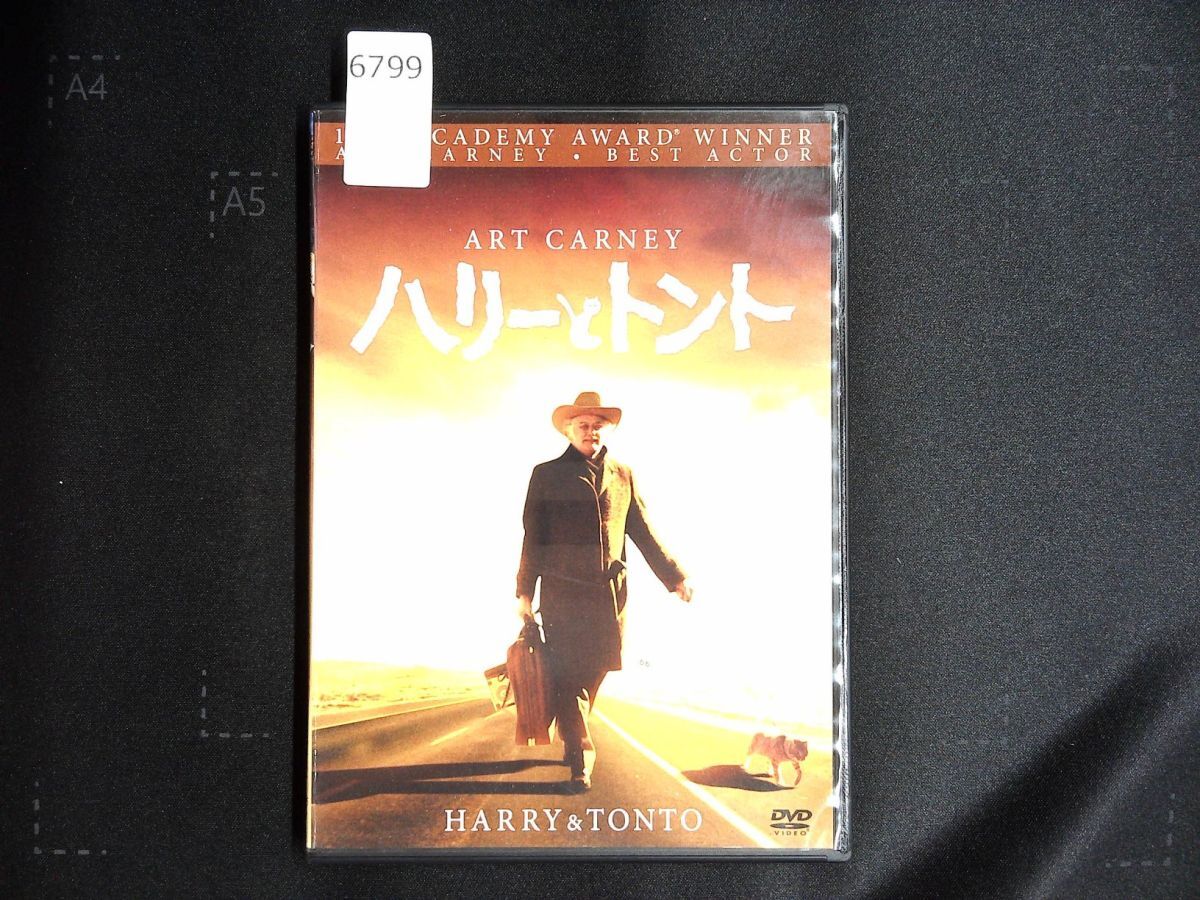 6799
A4
A5
CADEMY AWARD® WINNER
ARNEY • BEST ACTOR
ART CARNEY
ハリーとトント
HARRY & TONTO
DVD
VIDEO